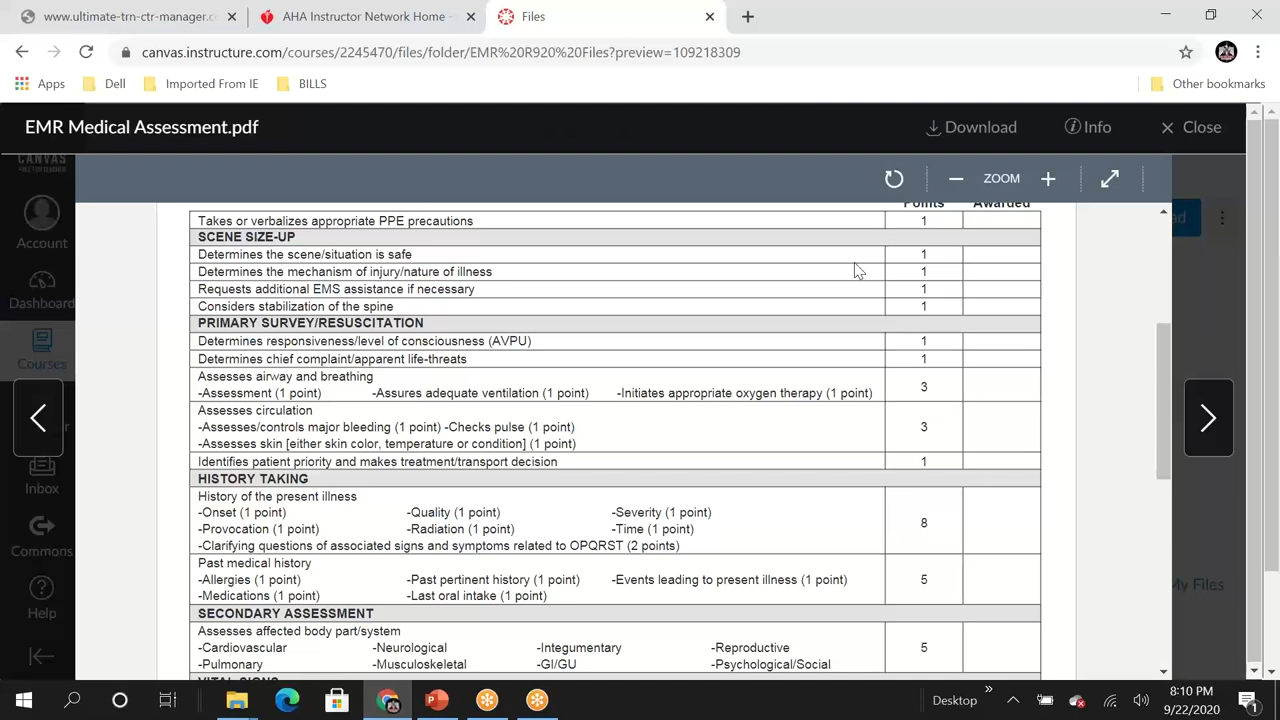 www.ultimate-trn-ctr-manager.c
AHA Instructor Network Home -
Files
canvas.instructure.com/courses/2245470/files/folder/EMR%20R920%20Files?preview=109218309
Apps
Dell
Imported From IE
BILLS
Other bookmarks
EMR Medical Assessment.pdf
Download
Info
Close
CANVAS
Account
Dashboard
Courses
Inbox
Commons
Help
ZOOM
Points
Awarded
Takes or verbalizes appropriate PPE precautions 1
SCENE SIZE-UP
Determines the scene/situation is safe 1
Determines the mechanism of injury/nature of illness 1
Requests additional EMS assistance if necessary 1
Considers stabilization of the spine 1
PRIMARY SURVEY/RESUSCITATION
Determines responsiveness/level of consciousness (AVPU) 1
Determines chief complaint/apparent life-threats 1
Assesses airway and breathing
-Assessment (1 point) -Assures adequate ventilation (1 point) -Initiates appropriate oxygen therapy (1 point) 3
Assesses circulation
-Assesses/controls major bleeding (1 point) -Checks pulse (1 point) 3
-Assesses skin [either skin color, temperature or condition] (1 point)
Identifies patient priority and makes treatment/transport decision 1
HISTORY TAKING
History of the present illness
-Onset (1 point) -Quality (1 point) -Severity (1 point)
-Provocation (1 point) -Radiation (1 point) -Time (1 point) 8
-Clarifying questions of associated signs and symptoms related to OPQRST (2 points)
Past medical history
-Allergies (1 point) -Past pertinent history (1 point) -Events leading to present illness (1 point) 5
-Medications (1 point) -Last oral intake (1 point)
SECONDARY ASSESSMENT
Assesses affected body part/system
-Cardiovascular -Neurological -Integumentary -Reproductive 5
-Pulmonary -Musculoskeletal -GI/GU -Psychological/Social
VITAL SIGNS
My Files
Desktop
8:10 PM
9/22/2020
1